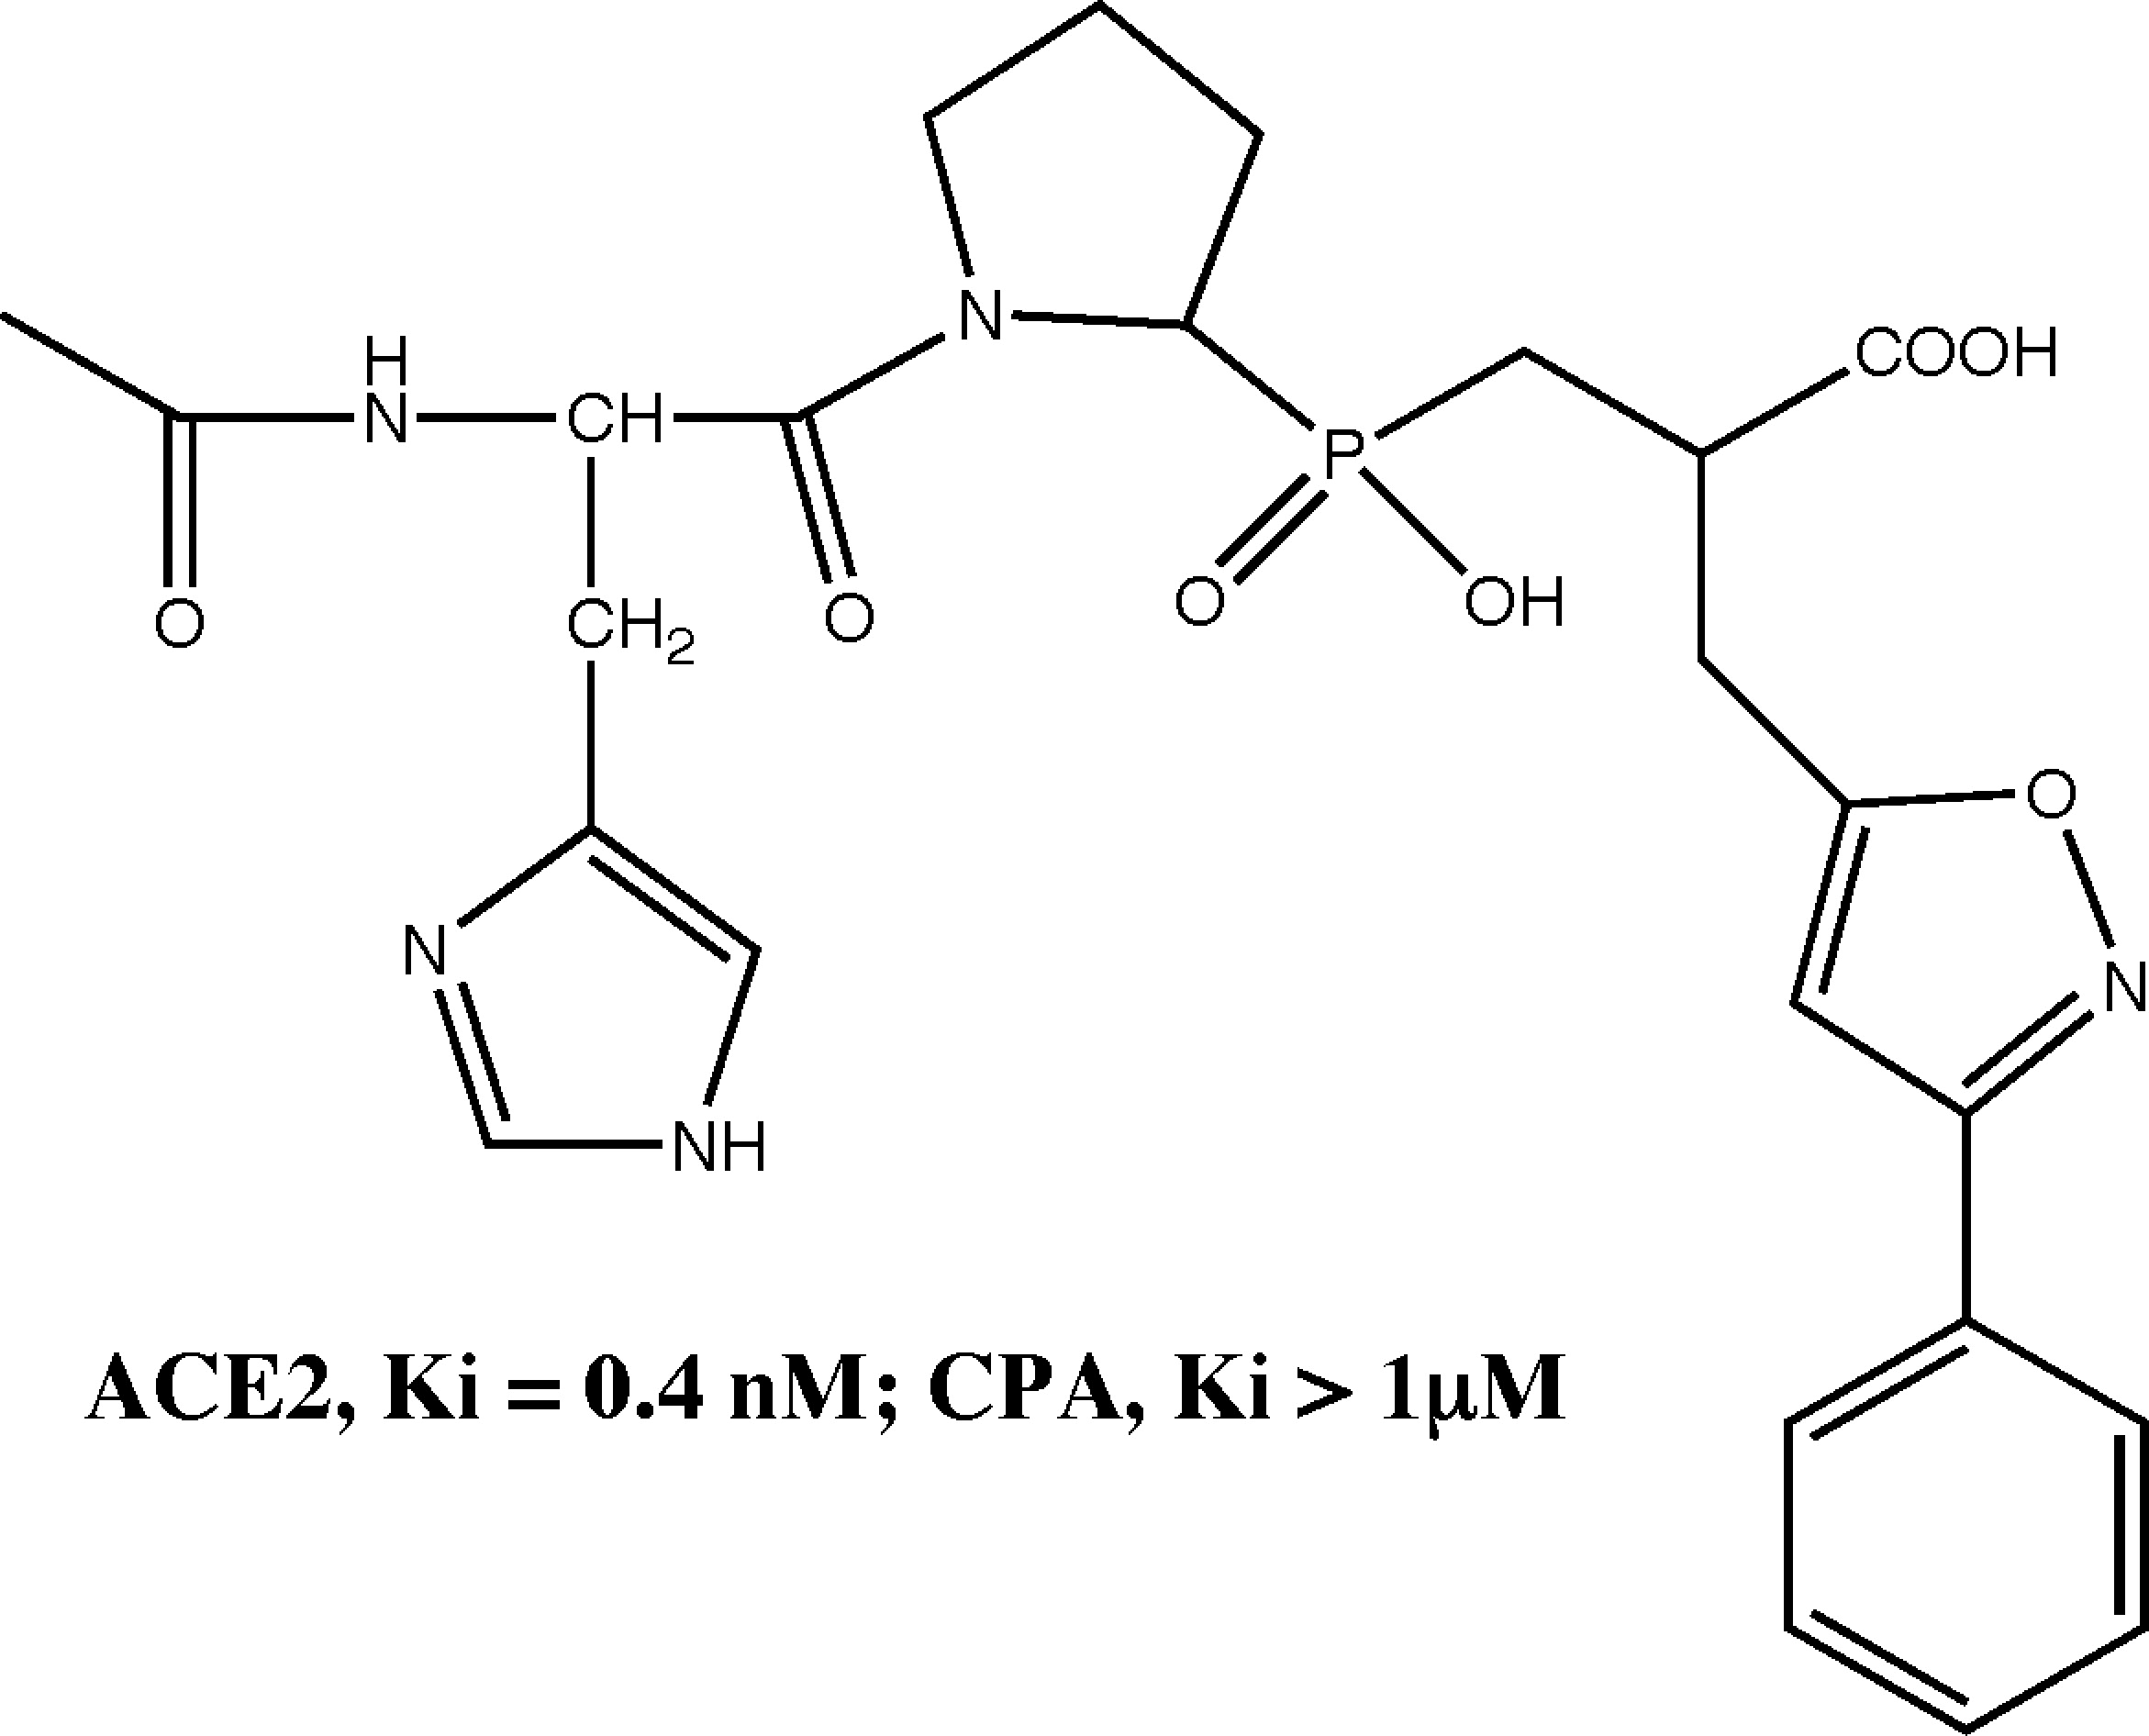 N
H
N
CH
COOH
P
O
CH2
O
O
OH
O
N
N
NH
ACE2, Ki = 0.4 nM; CPA, Ki > 1μM